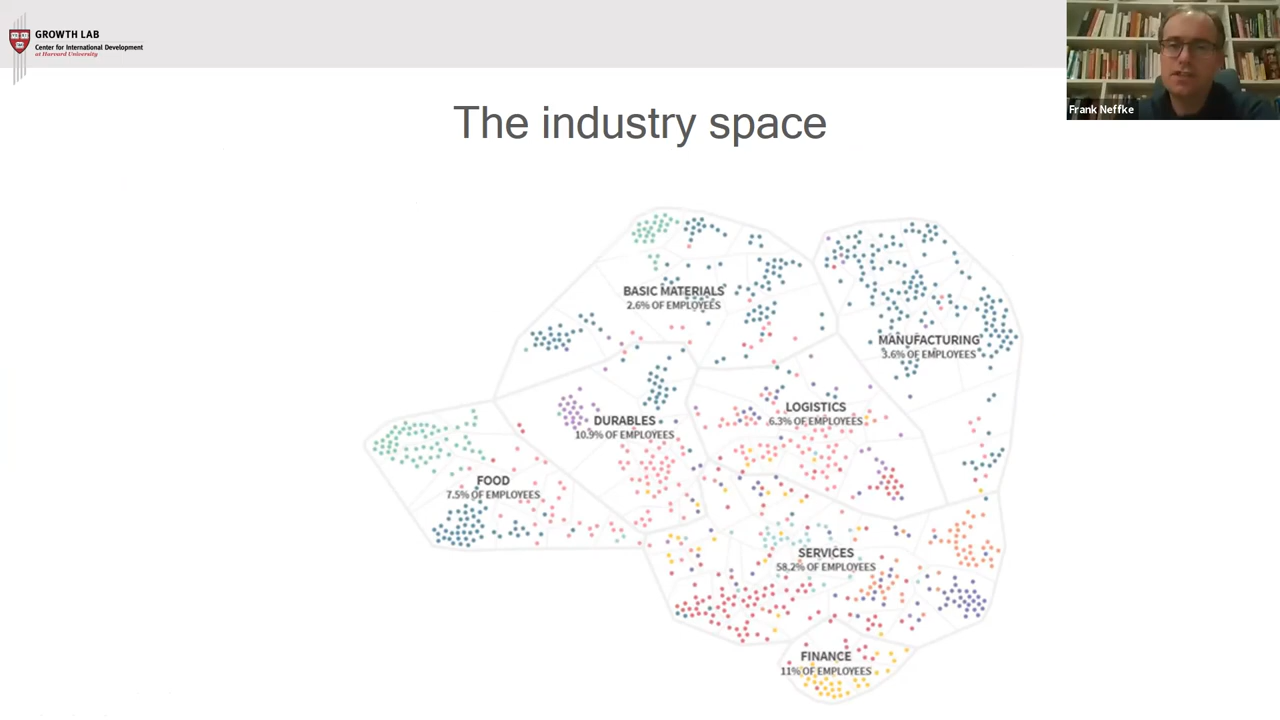 GROWTH LAB
Center for International Development
at Harvard University
Frank Neffke
The industry space
BASIC MATERIALS
2.6% OF EMPLOYEES
MANUFACTURING
3.6% OF EMPLOYEES
DURABLES
10.9% OF EMPLOYEES
LOGISTICS
6.3% OF EMPLOYEES
FOOD
7.5% OF EMPLOYEES
SERVICES
58.2% OF EMPLOYEES
FINANCE
11% OF EMPLOYEES